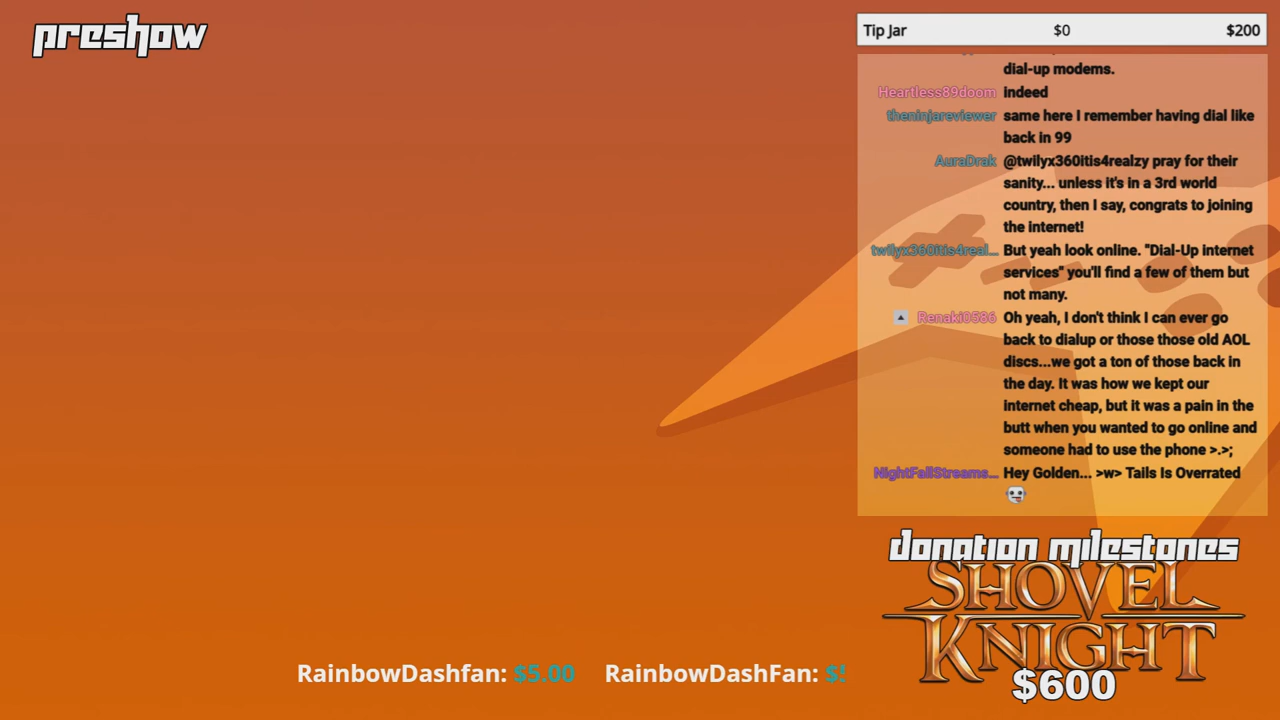 preshow
Tip Jar $0 $200
dial-up modems.
Heartless89doom indeed
theninjareviewer same here I remember having dial like
back in 99
AuraDrak @twilyx360itis4realzy pray for their
sanity... unless it's in a 3rd world
country, then I say, congrats to joining
the internet!
twilyx360itis4real... But yeah look online. "Dial-Up internet
services" you'll find a few of them but
not many.
Renaki0586 Oh yeah, I don't think I can ever go
back to dialup or those those old AOL
discs...we got a ton of those back in
the day. It was how we kept our
internet cheap, but it was a pain in the
butt when you wanted to go online and
someone had to use the phone >.>;
NightFallStreams... Hey Golden... >w> Tails Is Overrated
donation milestones
SHOVEL
KNIGHT
$600
RainbowDashfan: $5.00 RainbowDashFan: $